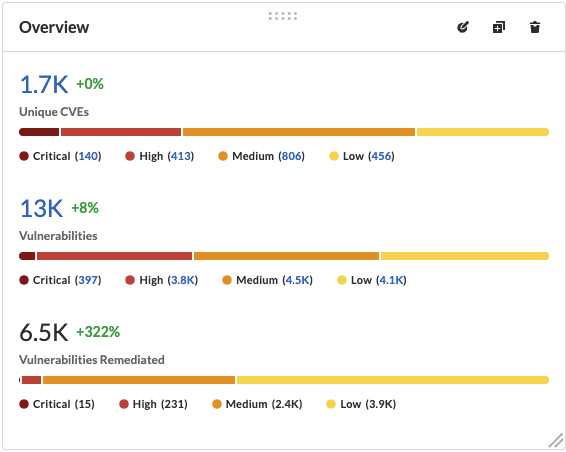 Overview
1.7K +0%
Unique CVEs
Critical (140) High (413) Medium (806) Low (456)
13K +8%
Vulnerabilities
Critical (397) High (3.8K) Medium (4.5K) Low (4.1K)
6.5K +322%
Vulnerabilities Remediated
Critical (15) High (231) Medium (2.4K) Low (3.9K)